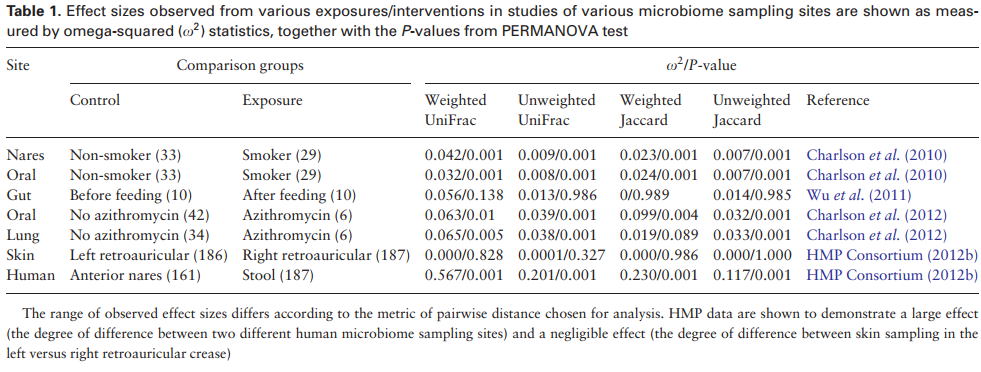 Table 1. Effect sizes observed from various exposures/interventions in studies of various microbiome sampling sites are shown as meas-
ured by omega-squared (ω²) statistics, together with the P-values from PERMANOVA test
Site Comparison groups ω²/P-value
Control Exposure Weighted UniFrac Unweighted UniFrac Weighted Jaccard Unweighted Jaccard Reference
Nares Non-smoker (33) Smoker (29) 0.042/0.001 0.009/0.001 0.023/0.001 0.007/0.001 Charlson et al. (2010)
Oral Non-smoker (33) Smoker (29) 0.032/0.001 0.008/0.001 0.024/0.001 0.007/0.001 Charlson et al. (2010)
Gut Before feeding (10) After feeding (10) 0.056/0.138 0.013/0.986 0/0.989 0.014/0.985 Wu et al. (2011)
Oral No azithromycin (42) Azithromycin (6) 0.063/0.01 0.039/0.001 0.099/0.004 0.032/0.001 Charlson et al. (2012)
Lung No azithromycin (34) Azithromycin (6) 0.065/0.005 0.038/0.001 0.019/0.089 0.033/0.001 Charlson et al. (2012)
Skin Left retroauricular (186) Right retroauricular (187) 0.000/0.828 0.0001/0.327 0.000/0.986 0.000/1.000 HMP Consortium (2012b)
Human Anterior nares (161) Stool (187) 0.567/0.001 0.201/0.001 0.230/0.001 0.117/0.001 HMP Consortium (2012b)
The range of observed effect sizes differs according to the metric of pairwise distance chosen for analysis. HMP data are shown to demonstrate a large effect
(the degree of difference between two different human microbiome sampling sites) and a negligible effect (the degree of difference between skin sampling in the
left versus right retroauricular crease)